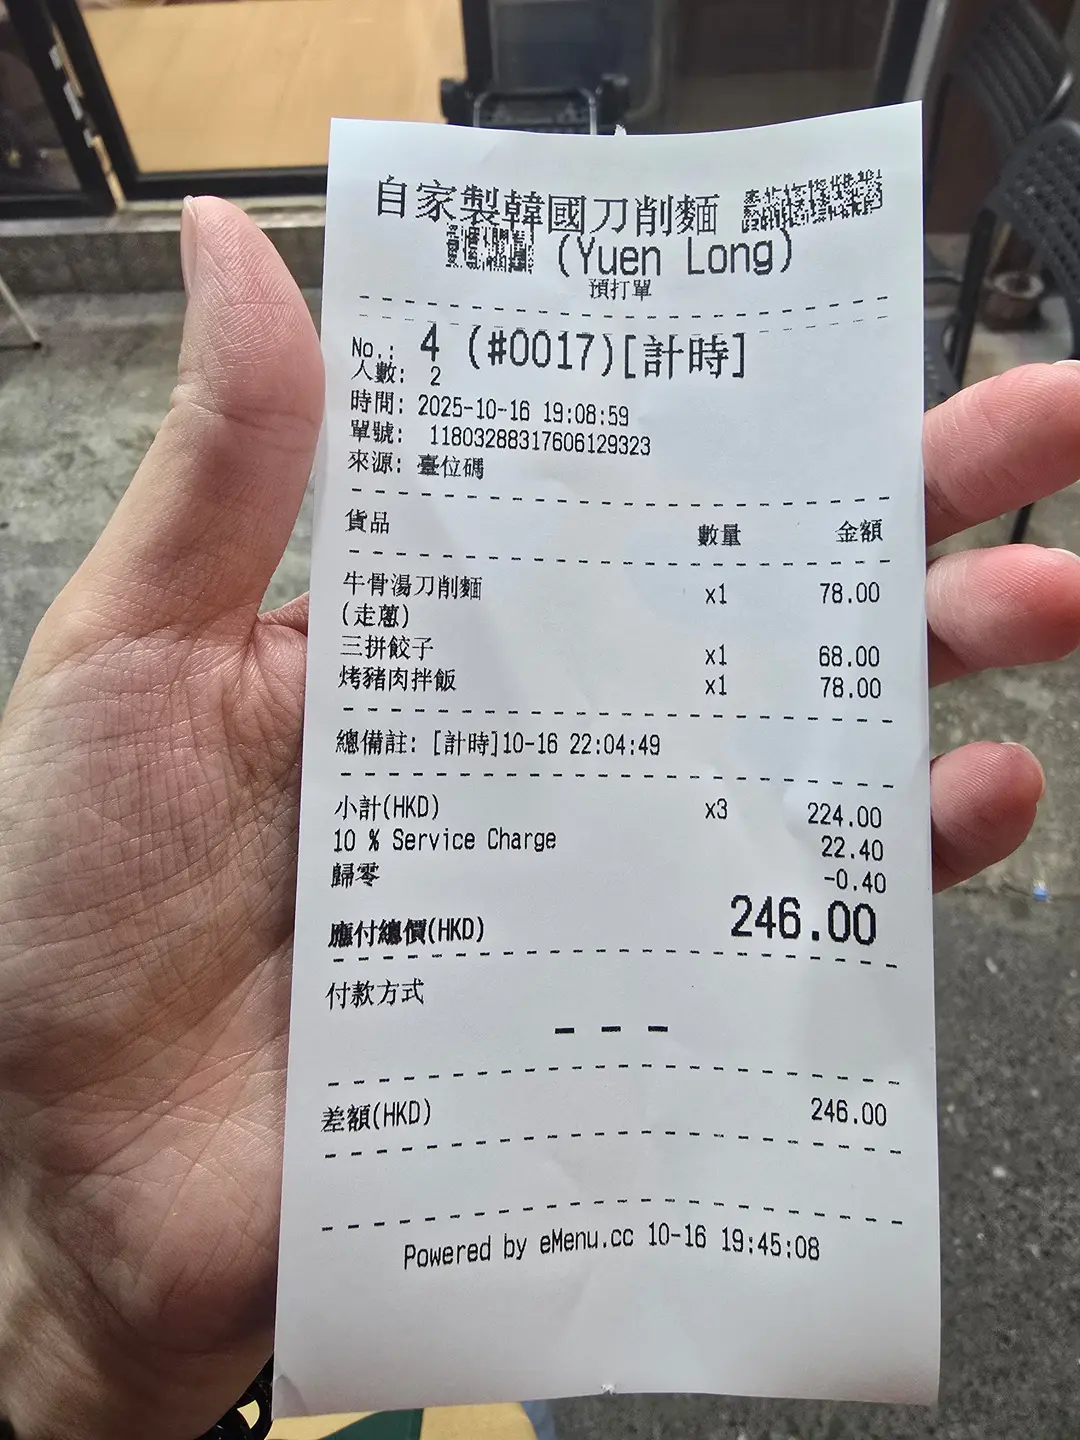 自家製韓國刀削麵
(Yuen Long)
預打單
No.: 4 (#0017)[計時]
人數: 2
時間: 2025-10-16 19:08:59
單號: 11803288317606129323
來源: 臺位碼
貨品 數量 金額
牛骨湯刀削麵 x1 78.00
(走蔥)
三拼餃子 x1 68.00
烤豬肉拌飯 x1 78.00
總備註: [計時]10-16 22:04:49
小計(HKD) x3 224.00
10 % Service Charge 22.40
歸零 -0.40
應付總價(HKD) 246.00
付款方式
---
差額(HKD) 246.00
Powered by eMenu.cc 10-16 19:45:08